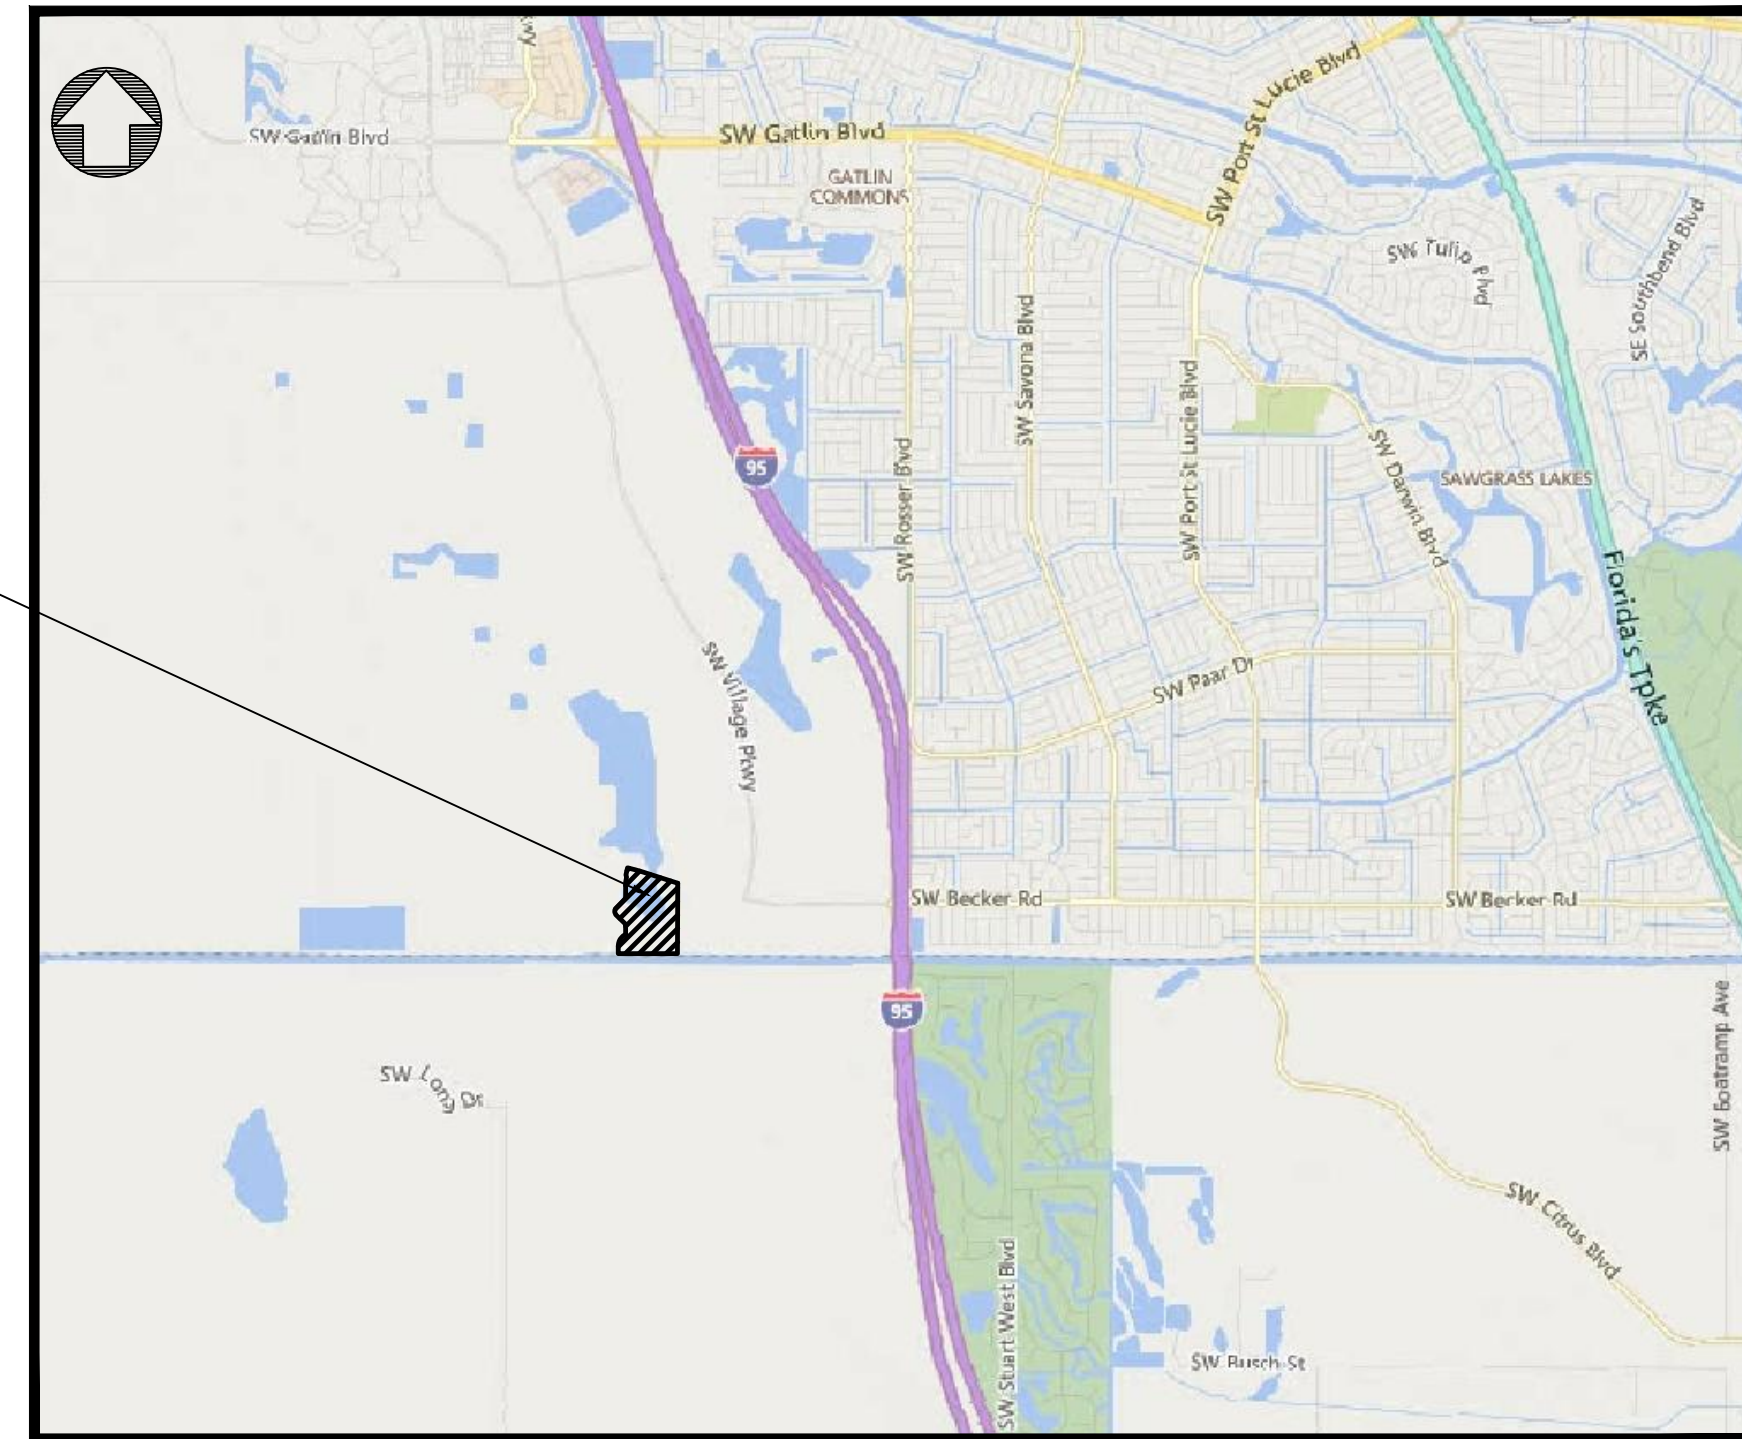 SW Port St Lucie Blvd
SW Gatlin Blvd
SW Gatlin Blvd
GATLIN
COMMONS
SE Southbend Blvd
SW Tulip Blvd
SW Savona Blvd
SW Port St Lucie Blvd
SW Rosser Blvd
SW Darwin Blvd
95
SAWGRASS LAKES
Florida's Tpke
SW Village Pkwy
SW Paar Dr
SW Becker Rd
SW Becker Rd
95
SW Boatramp Ave
SW
Dr
SW Citrus Blvd
SW Stuart West Blvd
SW Busch St